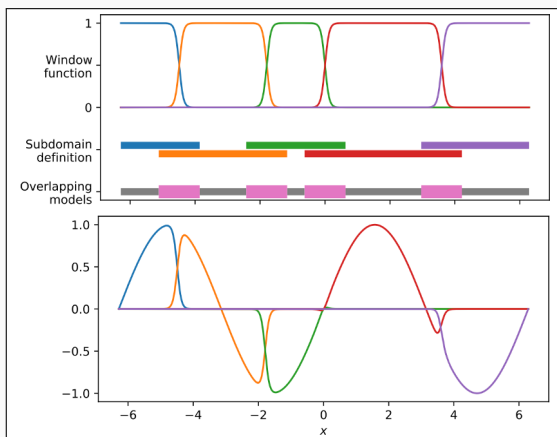 1
Window
function
0
Subdomain
definition
Overlapping
models
1.0
0.5
0.0
−0.5
−1.0
−6 −4 −2 0 2 4 6
x